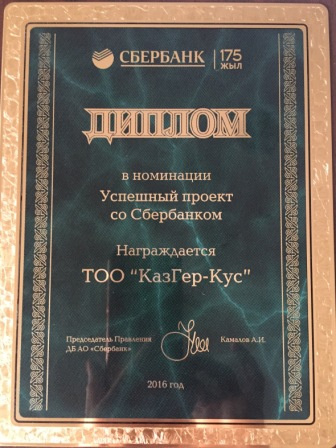 СБЕРБАНК 175 ЖЫЛ
ДИПЛОМ
в номинации
Успешный проект
со Сбербанком
Награждается
ТОО "КазГер-Кус"
Председатель Правления Камалов А.И.
ДБ АО «Сбербанк»
2016 год